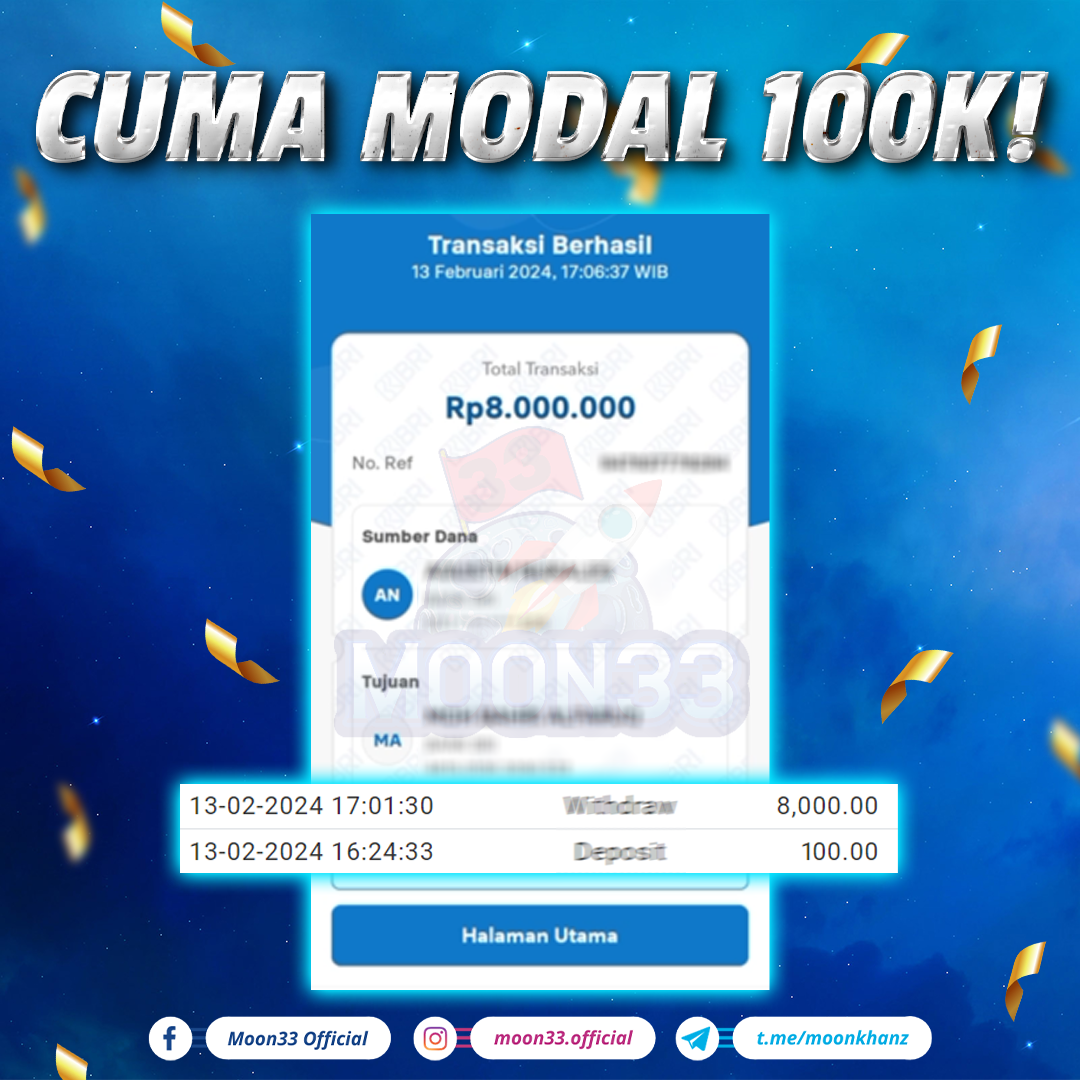 CUMA MODAL 100K!
Transaksi Berhasil
13 Februari 2024, 17:06:37 WIB
Total Transaksi
Rp8.000.000
No. Ref
33
Sumber Dana
AN
MOON33
Tujuan
MA
13-02-2024 17:01:30 Withdraw 8,000.00
13-02-2024 16:24:33 Deposit 100.00
Halaman Utama
Moon33 Official moon33.official t.me/moonkhanz